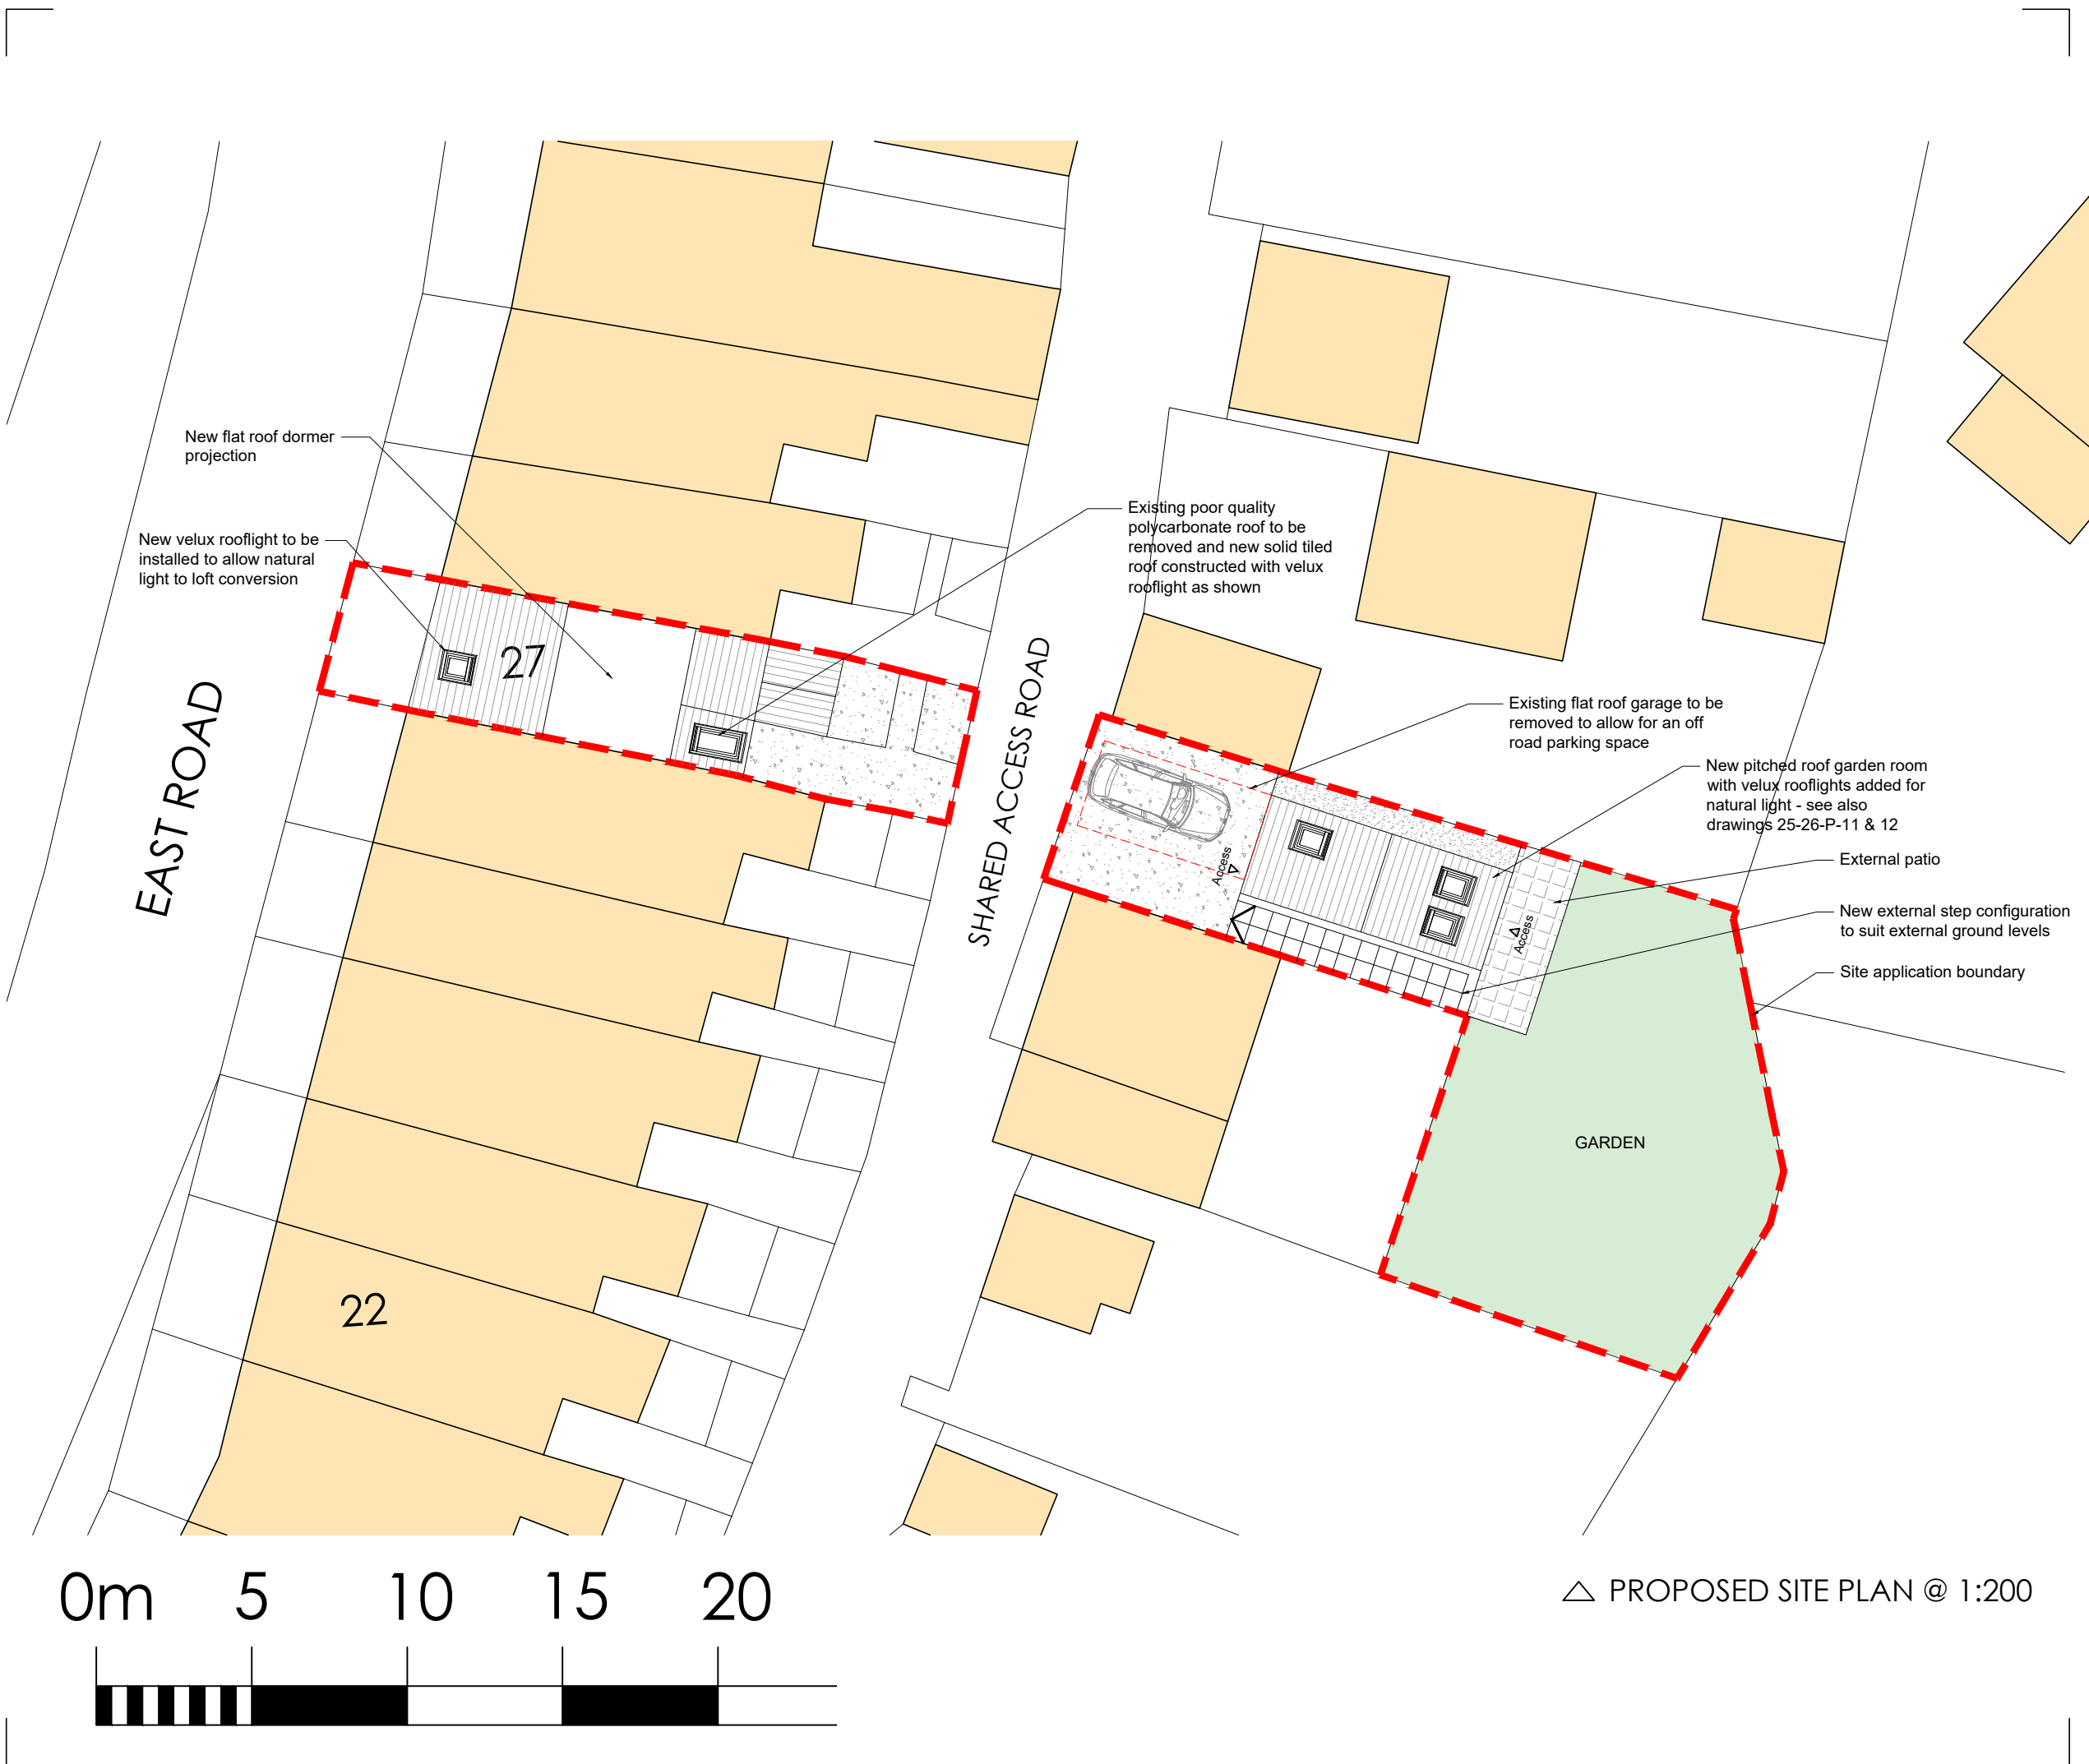 New flat roof dormer
projection
New velux rooflight to be
installed to allow natural
light to loft conversion
Existing poor quality
polycarbonate roof to be
removed and new solid tiled
roof constructed with velux
rooflight as shown
27
EAST ROAD
SHARED ACCESS ROAD
Existing flat roof garage to be
removed to allow for an off
road parking space
New pitched roof garden room
with velux rooflights added for
natural light - see also
drawings 25-26-P-11 & 12
External patio
New external step configuration
to suit external ground levels
Site application boundary
Access
Access
GARDEN
22
0m 5 10 15 20
PROPOSED SITE PLAN @ 1:200